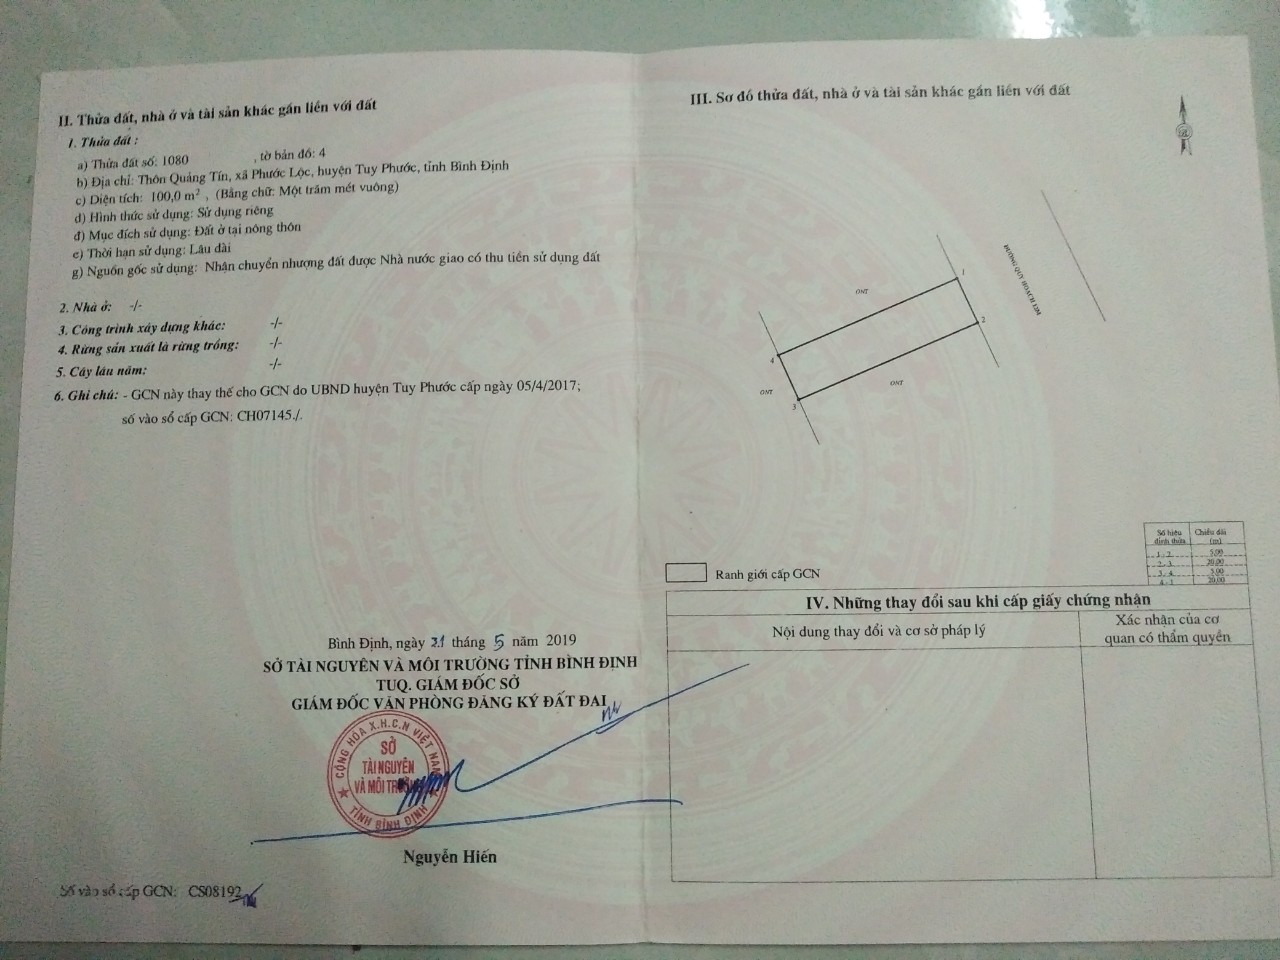 II. Thửa đất, nhà ở và tài sản khác gắn liền với đất
1. Thửa đất :
a) Thửa đất số: 1080 , tờ bản đồ: 4
b) Địa chỉ: Thôn Quảng Tín, xã Phước Lộc, huyện Tuy Phước, tỉnh Bình Định
c) Diện tích: 100,0 m² , (Bằng chữ: Một trăm mét vuông)
d) Hình thức sử dụng: Sử dụng riêng
đ) Mục đích sử dụng: Đất ở tại nông thôn
e) Thời hạn sử dụng: Lâu dài
g) Nguồn gốc sử dụng: Nhận chuyển nhượng đất được Nhà nước giao có thu tiền sử dụng đất
2. Nhà ở: -/-
3. Công trình xây dựng khác: -/-
4. Rừng sản xuất là rừng trồng: -/-
5. Cây lâu năm: -/-
6. Ghi chú: - GCN này thay thế cho GCN do UBND huyện Tuy Phước cấp ngày 05/4/2017;
số vào sổ cấp GCN: CH07145./.
Bình Định, ngày 21 tháng 5 năm 2019
SỞ TÀI NGUYÊN VÀ MÔI TRƯỜNG TỈNH BÌNH ĐỊNH
TUQ. GIÁM ĐỐC SỞ
GIÁM ĐỐC VĂN PHÒNG ĐĂNG KÝ ĐẤT ĐAI
CỘNG HÒA X.H.C.N VIỆT NAM
SỞ
TÀI NGUYÊN
VÀ MÔI TRƯỜNG
TỈNH BÌNH ĐỊNH
Nguyễn Hiến
Số vào sổ cấp GCN: CS08192
III. Sơ đồ thửa đất, nhà ở và tài sản khác gắn liền với đất
ĐƯỜNG QUY HOẠCH 13M
ONT
1
2
4
ONT
ONT
3
Số hiệu đỉnh thửa Chiều dài (m)
1 - 2 5,00
2 - 3 20,00
3 - 4 5,00
4 - 1 20,00
Ranh giới cấp GCN
IV. Những thay đổi sau khi cấp giấy chứng nhận
Nội dung thay đổi và cơ sở pháp lý
Xác nhận của cơ
quan có thẩm quyền